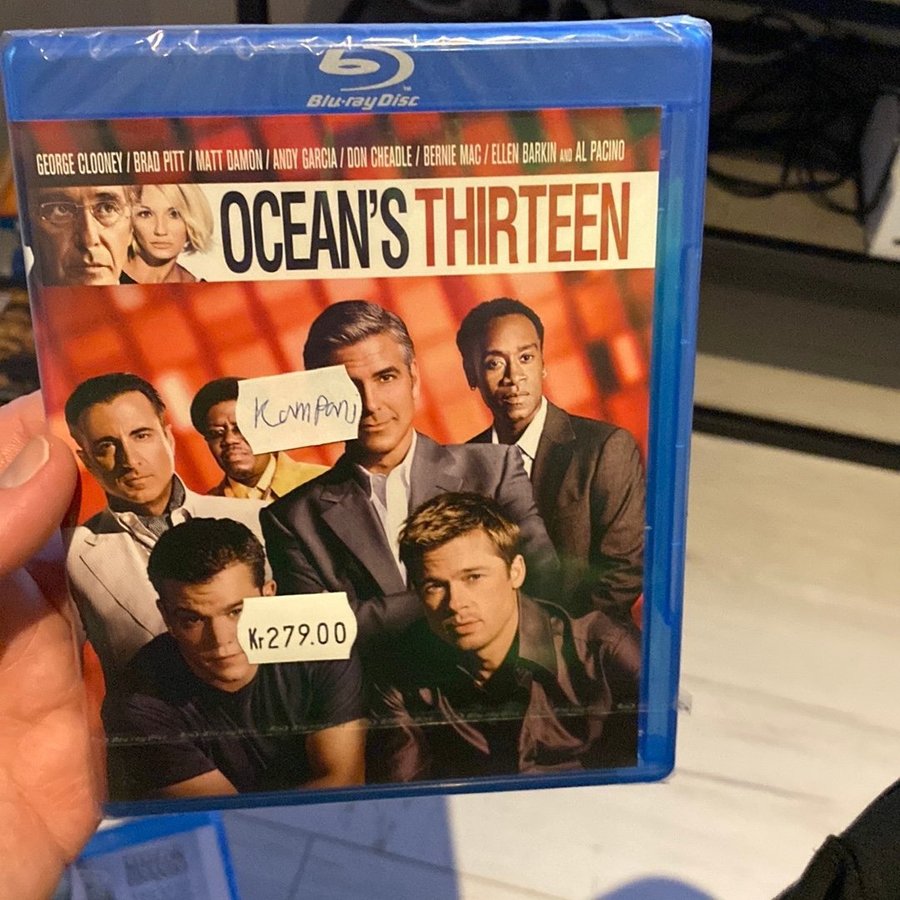 Blu-ray Disc
GEORGE CLOONEY / BRAD PITT / MATT DAMON / ANDY GARCIA / DON CHEADLE / BERNIE MAC / ELLEN BARKIN AND AL PACINO
OCEAN'S THIRTEEN
Kampanj
Kr279.00